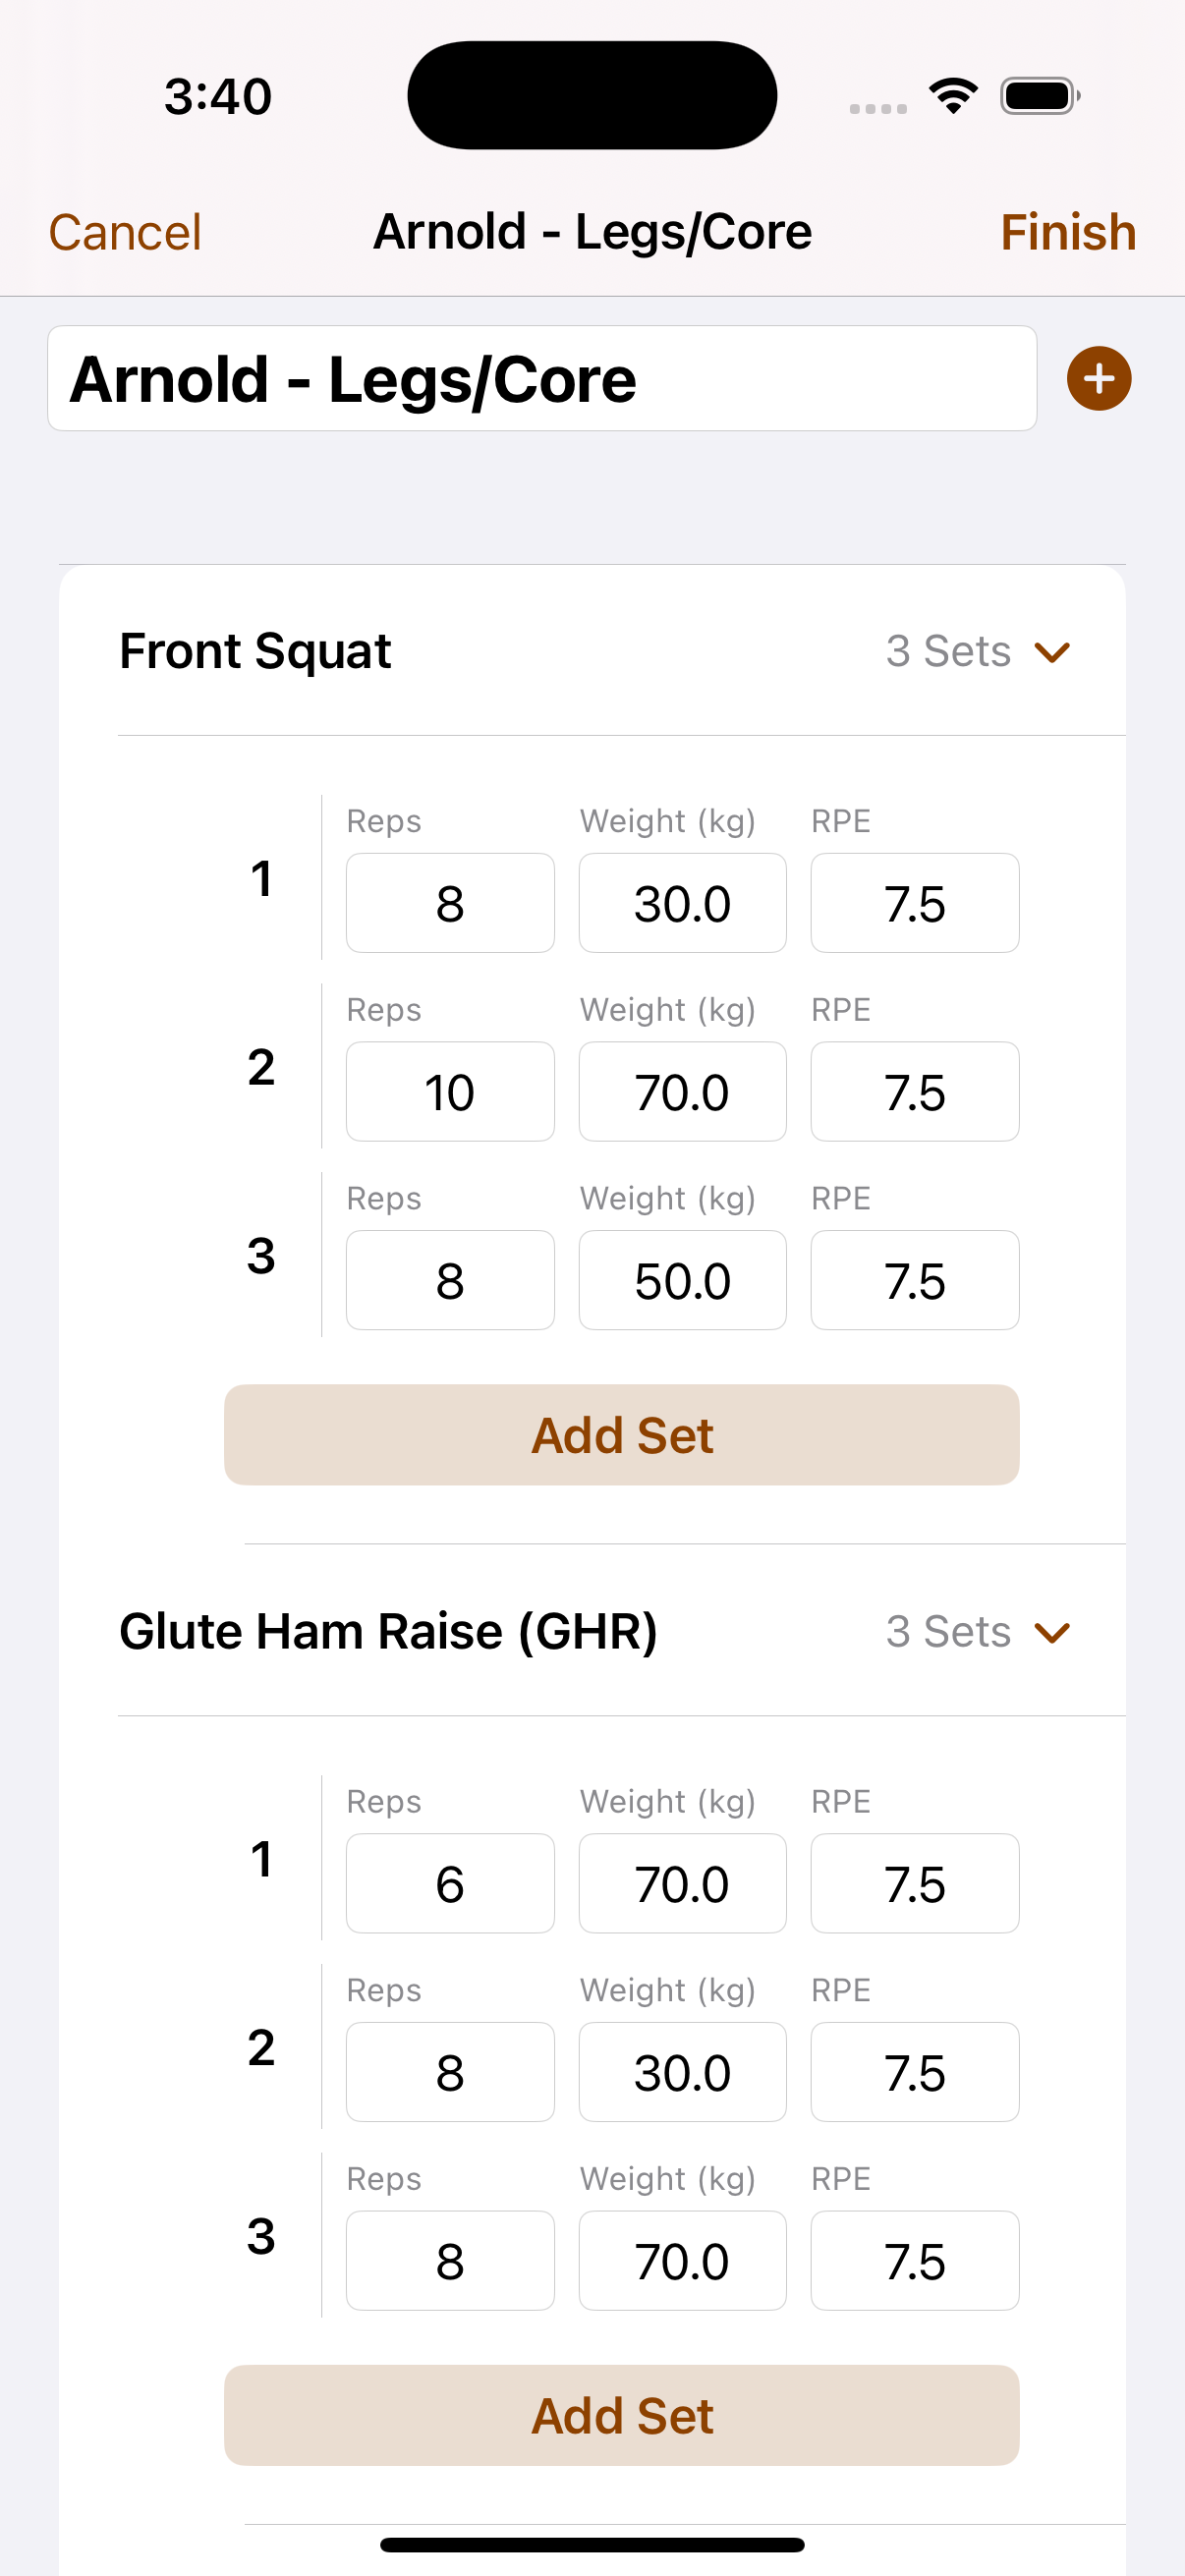 3:40
Cancel Arnold - Legs/Core Finish
Arnold - Legs/Core
Front Squat 3 Sets
Reps Weight (kg) RPE
1 8 30.0 7.5
Reps Weight (kg) RPE
2 10 70.0 7.5
Reps Weight (kg) RPE
3 8 50.0 7.5
Add Set
Glute Ham Raise (GHR) 3 Sets
Reps Weight (kg) RPE
1 6 70.0 7.5
Reps Weight (kg) RPE
2 8 30.0 7.5
Reps Weight (kg) RPE
3 8 70.0 7.5
Add Set